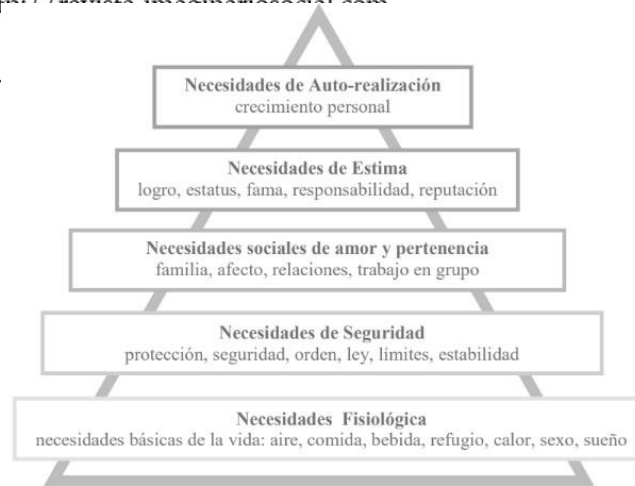 Necesidades de Auto-realización
crecimiento personal
Necesidades de Estima
logro, estatus, fama, responsabilidad, reputación
Necesidades sociales de amor y pertenencia
familia, afecto, relaciones, trabajo en grupo
Necesidades de Seguridad
protección, seguridad, orden, ley, límites, estabilidad
Necesidades Fisiológica
necesidades básicas de la vida: aire, comida, bebida, refugio, calor, sexo, sueño